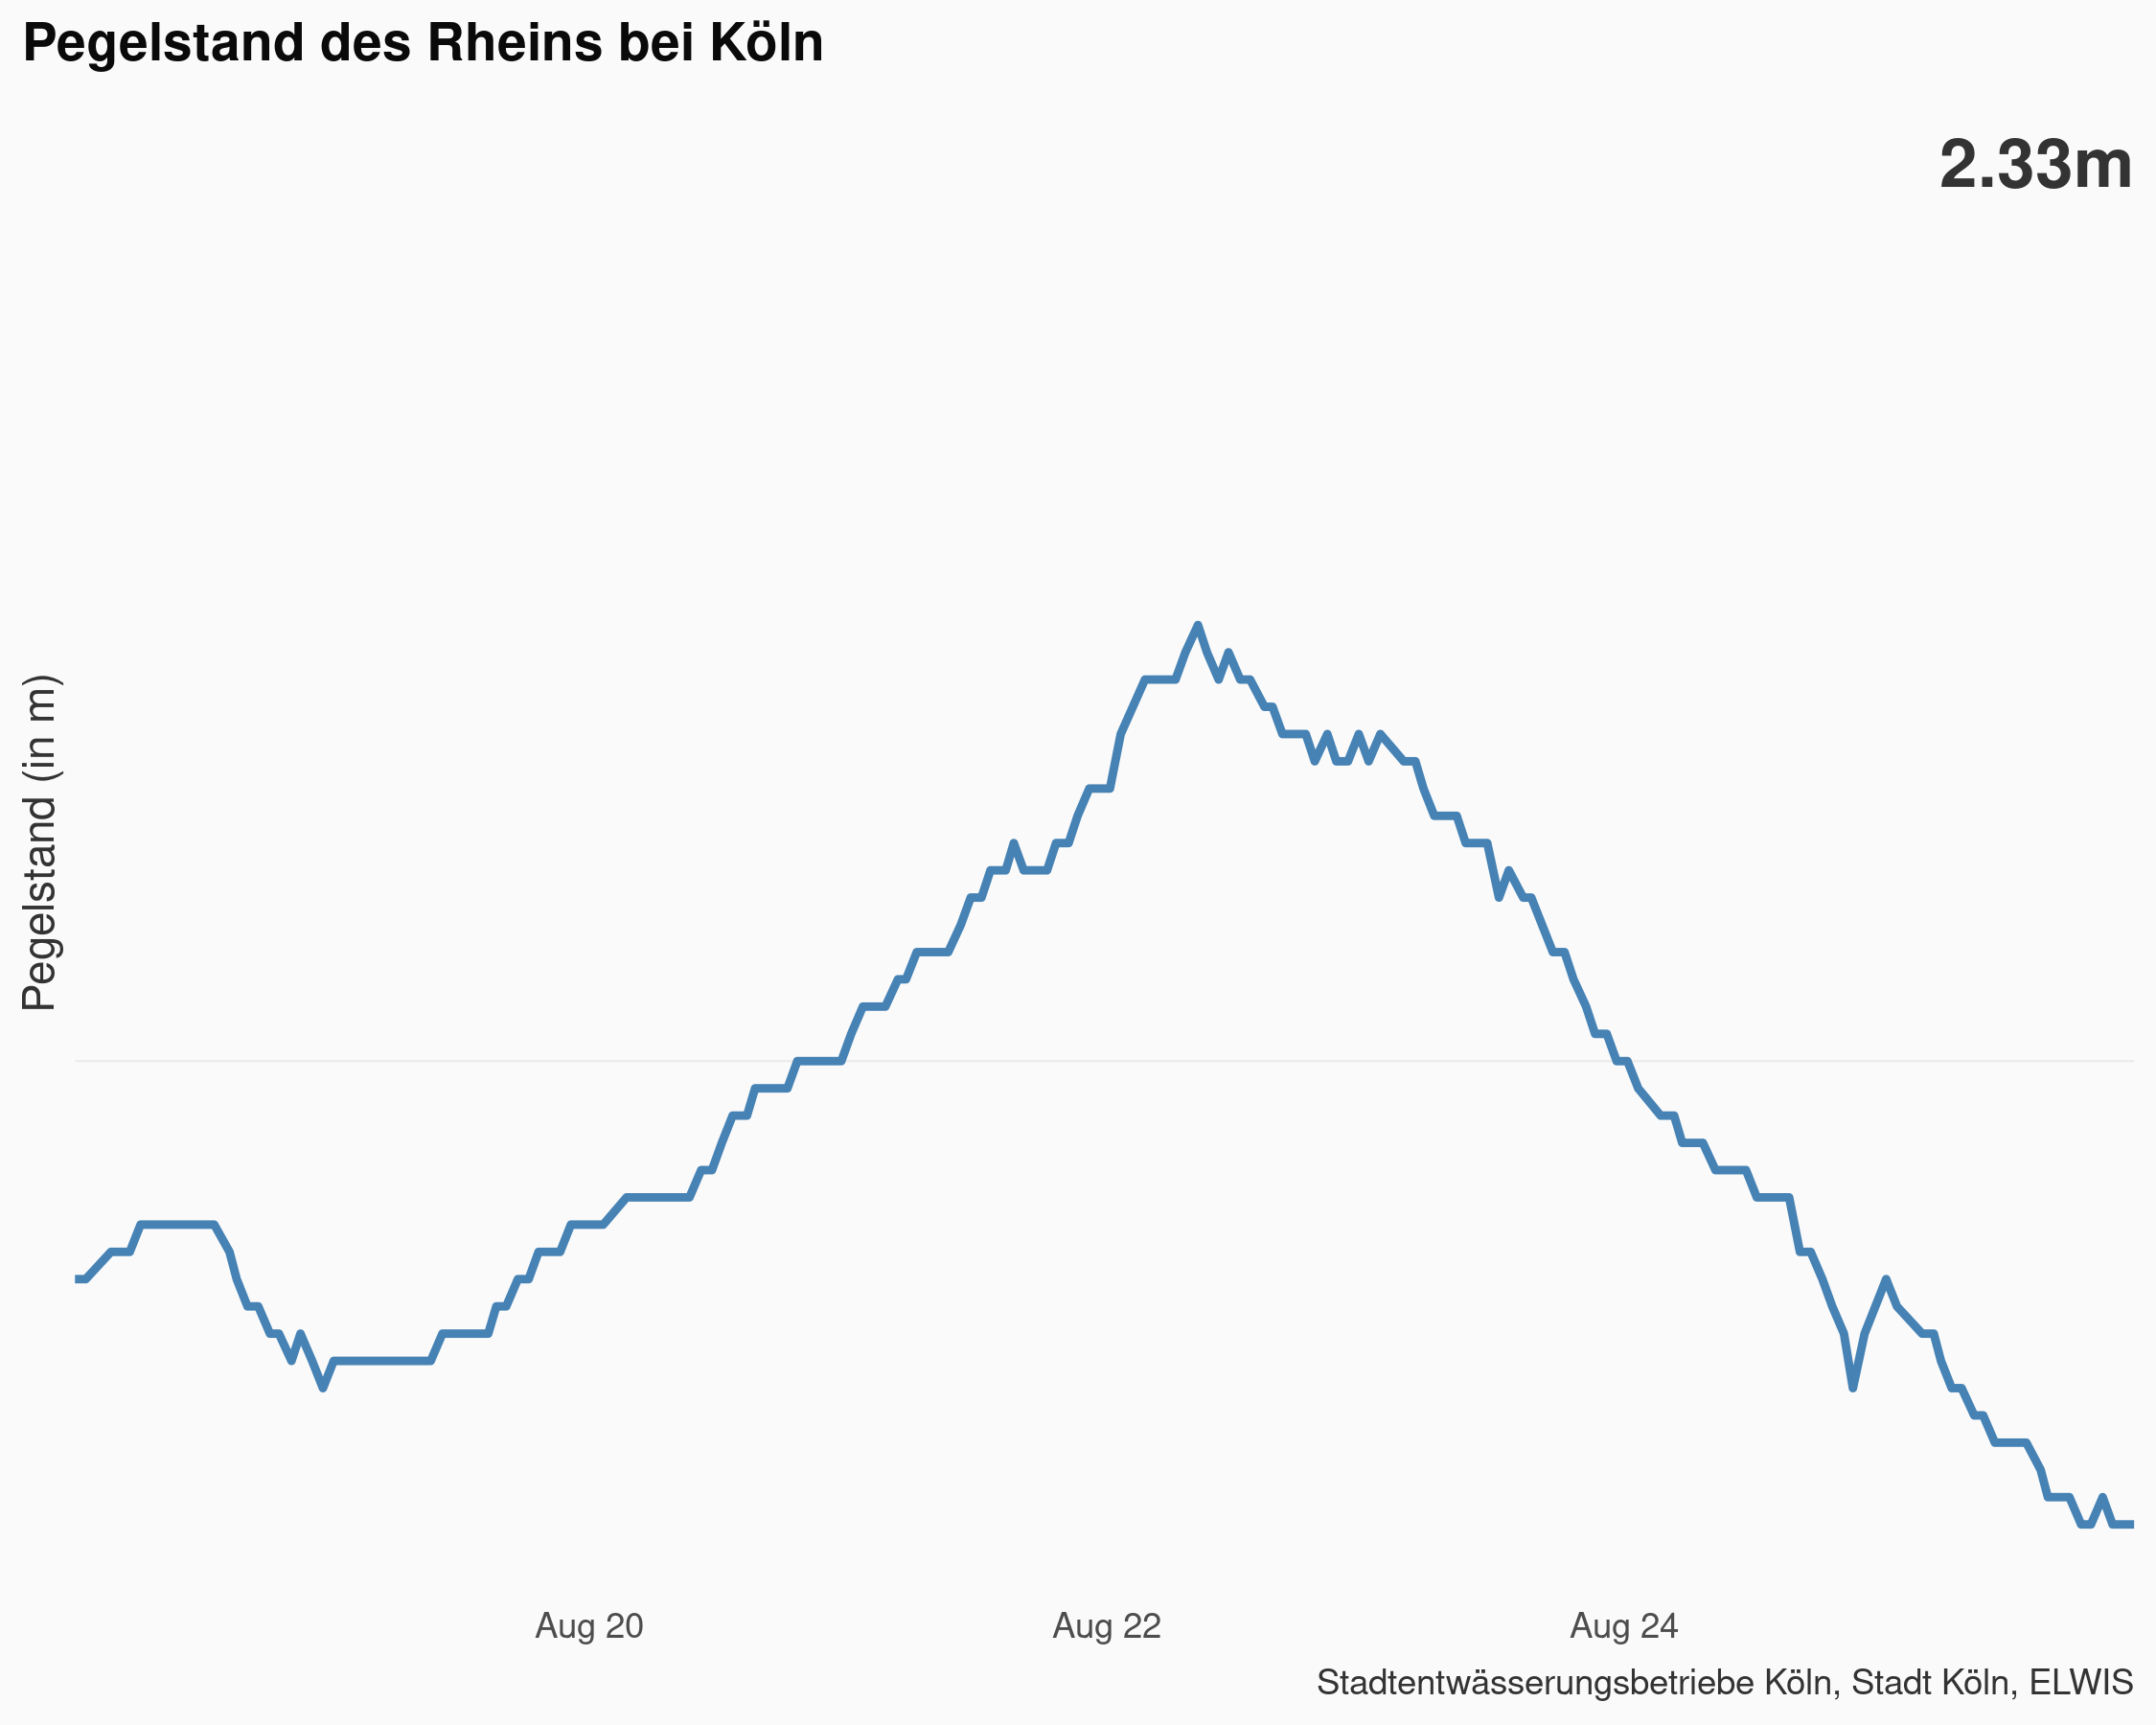 Pegelstand des Rheins bei Köln
2.33m
Pegelstand (in m)
Aug 20
Aug 22
Aug 24
Stadtentwässerungsbetriebe Köln, Stadt Köln, ELWIS